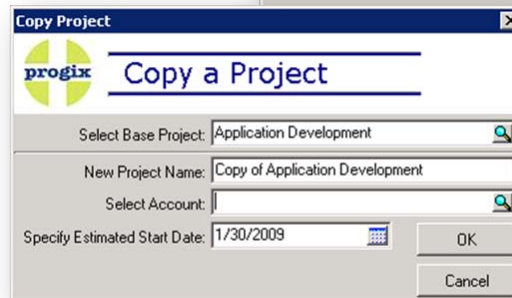 Copy Project
progix
Copy a Project
Select Base Project: Application Development
New Project Name: Copy of Application Development
Select Account:
Specify Estimated Start Date: 1/30/2009
OK
Cancel